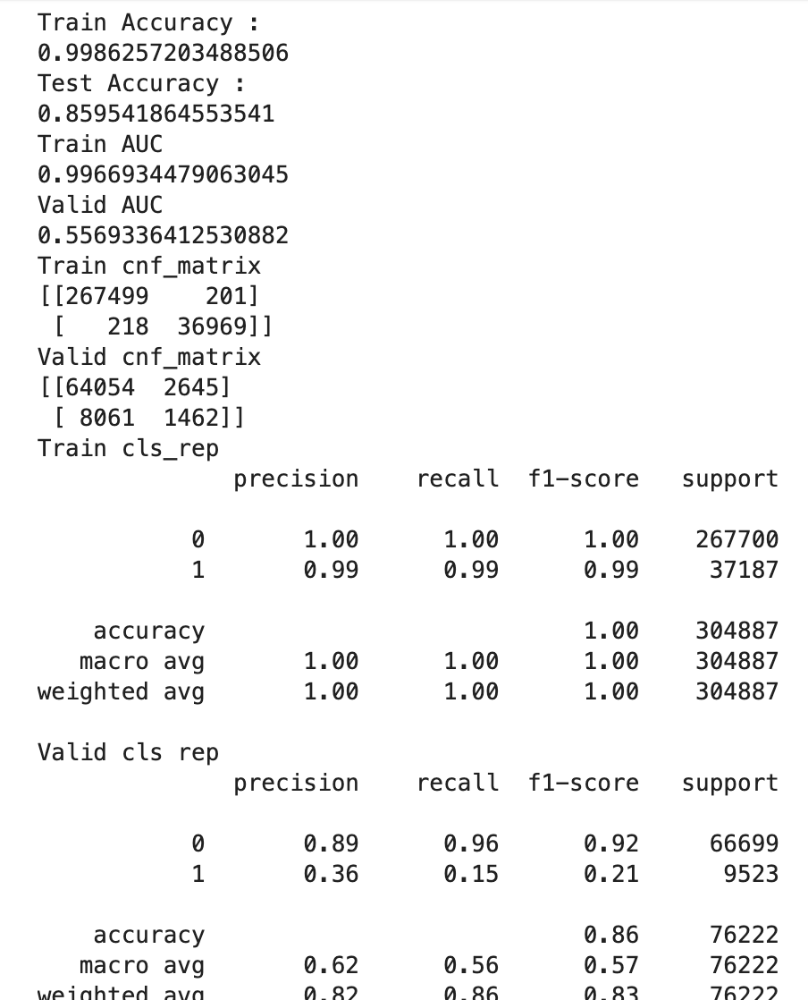 Train Accuracy :
0.9986257203488506
Test Accuracy :
0.859541864553541
Train AUC
0.9966934479063045
Valid AUC
0.5569336412530882
Train cnf_matrix
[[267499    201]
 [   218  36969]]
Valid cnf_matrix
[[64054  2645]
 [ 8061  1462]]
Train cls_rep
              precision    recall  f1-score   support

           0       1.00      1.00      1.00    267700
           1       0.99      0.99      0.99     37187

    accuracy                           1.00    304887
   macro avg       1.00      1.00      1.00    304887
weighted avg       1.00      1.00      1.00    304887

Valid cls rep
              precision    recall  f1-score   support

           0       0.89      0.96      0.92     66699
           1       0.36      0.15      0.21      9523

    accuracy                           0.86     76222
   macro avg       0.62      0.56      0.57     76222
weighted avg       0.82      0.86      0.83     76222